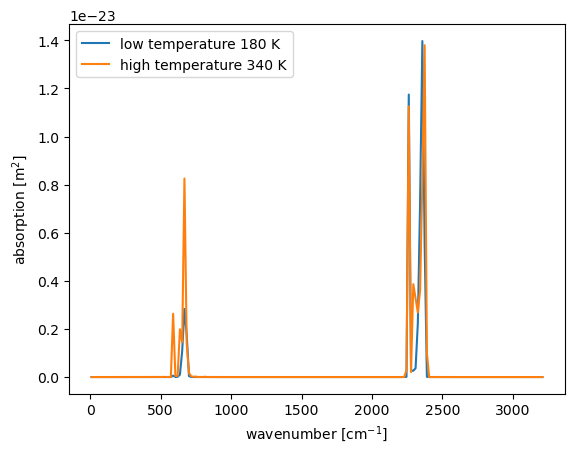 1e−23
low temperature 180 K
high temperature 340 K
1.4
1.2
1.0
0.8
0.6
0.4
0.2
0.0
absorption [m²]
0 500 1000 1500 2000 2500 3000
wavenumber [cm⁻¹]